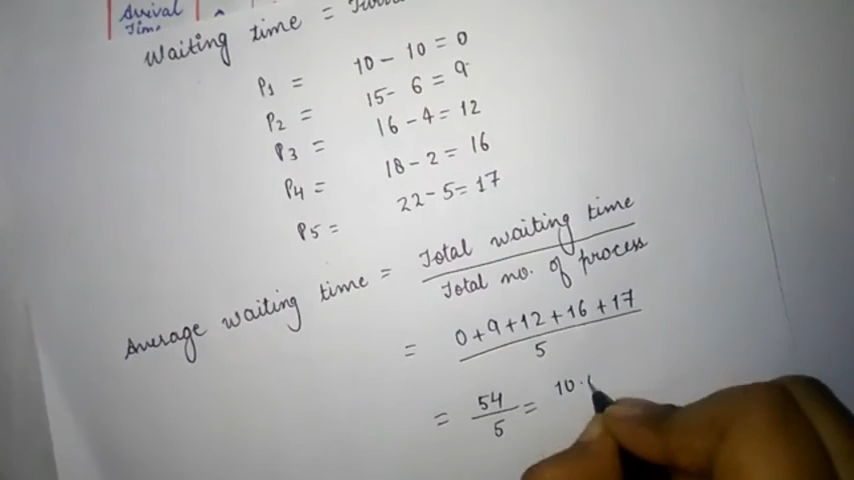 Arrival
Time
Waiting time =
P1 = 10 - 10 = 0
P2 = 15 - 6 = 9
P3 = 16 - 4 = 12
P4 = 18 - 2 = 16
P5 = 22 - 5 = 17
Average waiting time = Total waiting time
Total no. of process
= 0 + 9 + 12 + 16 + 17
5
= 54 = 10.
5